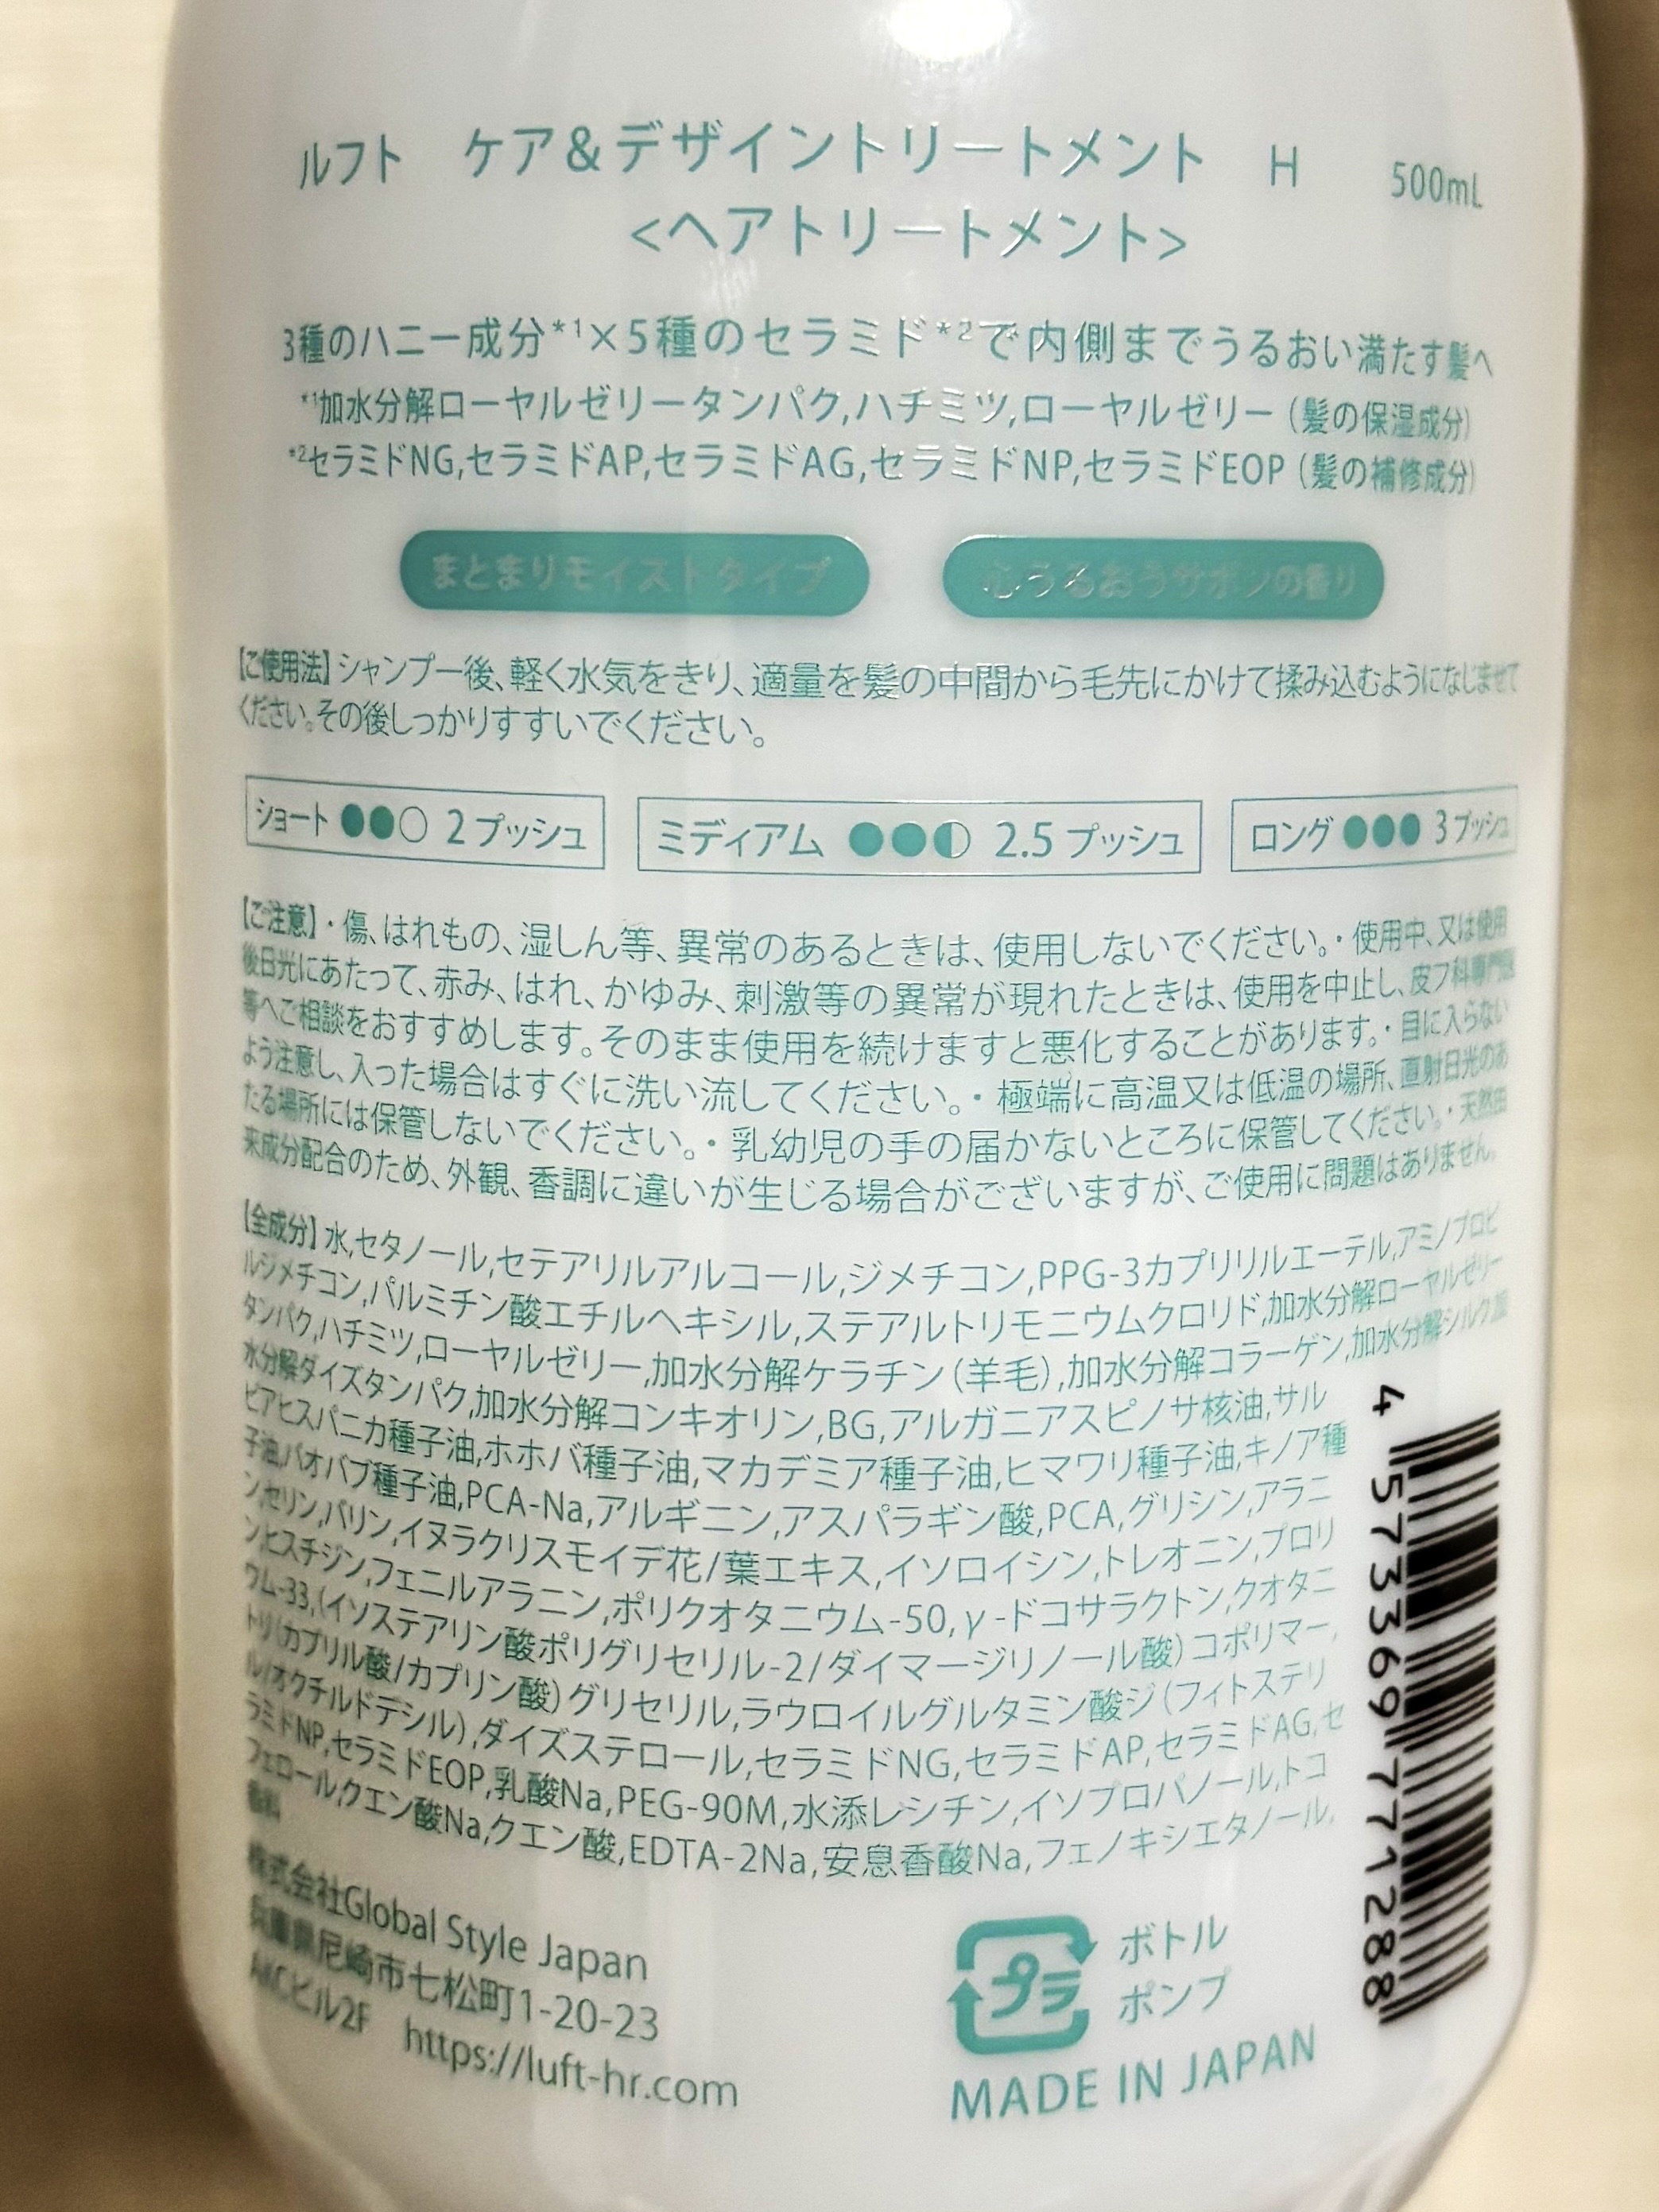 ルフト ケア&デザイントリートメント H 500mL
<ヘアトリートメント>
3種のハニー成分*1×5種のセラミド*2で内側までうるおい満たす髪へ
*1加水分解ローヤルゼリータンパク,ハチミツ,ローヤルゼリー(髪の保湿成分)
*2セラミドNG,セラミドAP,セラミドAG,セラミドNP,セラミドEOP(髪の補修成分)
まとまりモイストタイプ 心うるおうサボンの香り
【ご使用法】シャンプー後、軽く水気をきり、適量を髪の中間から毛先にかけて揉み込むようになじませて
ください。その後しっかりすすいでください。
ショート ●●○ 2プッシュ ミディアム ●●◐ 2.5プッシュ ロング ●●● 3プッシュ
【ご注意】・傷、はれもの、湿しん等、異常のあるときは、使用しないでください。・使用中、又は使用
後日光にあたって、赤み、はれ、かゆみ、刺激等の異常が現れたときは、使用を中止し、皮フ科専門医
等へご相談をおすすめします。そのまま使用を続けますと悪化することがあります。・目に入らない
よう注意し、入った場合はすぐに洗い流してください。・極端に高温又は低温の場所、直射日光のあ
たる場所には保管しないでください。・乳幼児の手の届かないところに保管してください。・天然由
来成分配合のため、外観、香調に違いが生じる場合がございますが、ご使用に問題はありません。
【全成分】水,セタノール,セテアリルアルコール,ジメチコン,PPG-3カプリリルエーテル,アミノプロピ
ルジメチコン,パルミチン酸エチルヘキシル,ステアルトリモニウムクロリド,加水分解ローヤルゼリー
タンパク,ハチミツ,ローヤルゼリー,加水分解ケラチン(羊毛),加水分解コラーゲン,加水分解シルク,加
水分解ダイズタンパク,加水分解コンキオリン,BG,アルガニアスピノサ核油,サル
ビアヒスパニカ種子油,ホホバ種子油,マカデミア種子油,ヒマワリ種子油,キノア種
子油,バオバブ種子油,PCA-Na,アルギニン,アスパラギン酸,PCA,グリシン,アラニ
ン,セリン,バリン,イヌラクリスモイデ花/葉エキス,イソロイシン,トレオニン,プロリ
ン,ヒスチジン,フェニルアラニン,ポリクオタニウム-50,γ-ドコサラクトン,クオタニ
ウム-33,(イソステアリン酸ポリグリセリル-2/ダイマージリノール酸)コポリマー,
トリ(カプリル酸/カプリン酸)グリセリル,ラウロイルグルタミン酸ジ(フィトステリ
ル/オクチルドデシル),ダイズステロール,セラミドNG,セラミドAP,セラミドAG,セ
ラミドNP,セラミドEOP,乳酸Na,PEG-90M,水添レシチン,イソプロパノール,トコ
フェロール,クエン酸Na,クエン酸,EDTA-2Na,安息香酸Na,フェノキシエタノール,
香料
4 573369 771288
株式会社Global Style Japan
兵庫県尼崎市七松町1-20-23
AKCビル2F https://luft-hr.com
プラ ボトル
ポンプ
MADE IN JAPAN